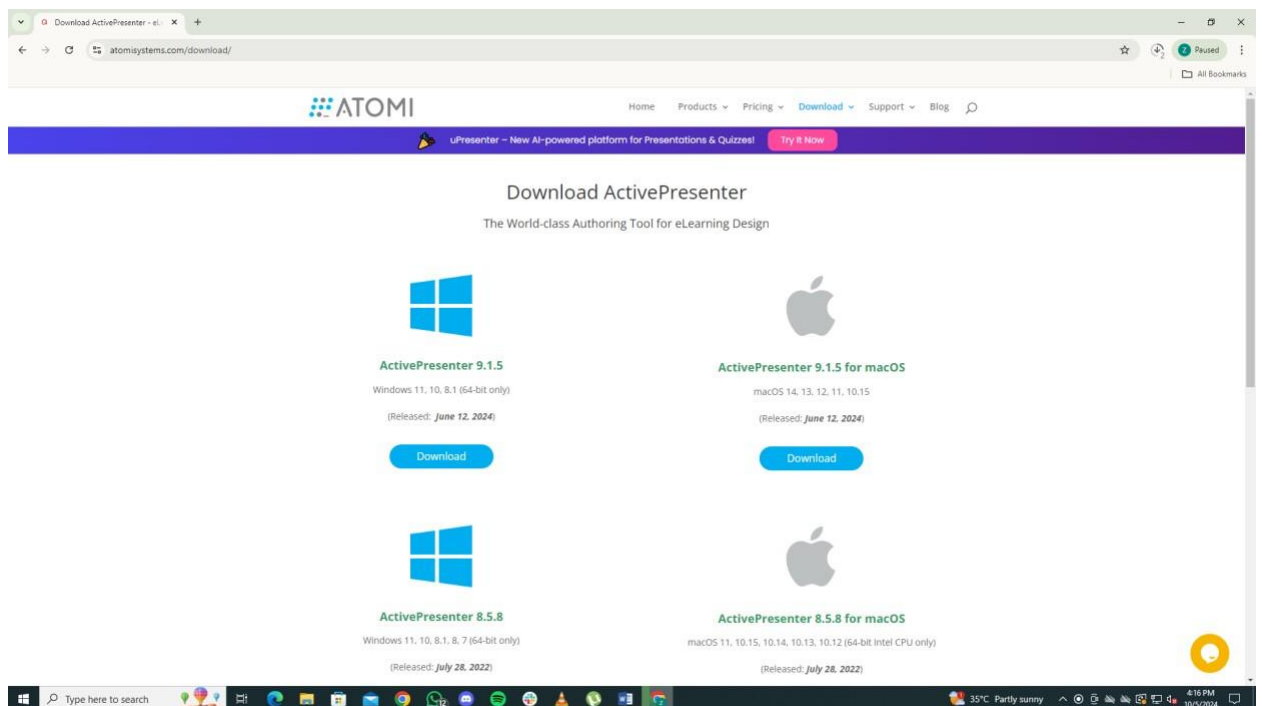 Download ActivePresenter - eL
atomisystems.com/download/
2
Z Paused
All Bookmarks
ATOMI
Home Products Pricing Download Support Blog
uPresenter – New AI-powered platform for Presentations & Quizzes! Try It Now
Download ActivePresenter
The World-class Authoring Tool for eLearning Design
ActivePresenter 9.1.5
Windows 11, 10, 8.1 (64-bit only)
(Released: June 12, 2024)
Download
ActivePresenter 9.1.5 for macOS
macOS 14, 13, 12, 11, 10.15
(Released: June 12, 2024)
Download
ActivePresenter 8.5.8
Windows 11, 10, 8.1, 8, 7 (64-bit only)
(Released: July 28, 2022)
ActivePresenter 8.5.8 for macOS
macOS 11, 10.15, 10.14, 10.13, 10.12 (64-bit Intel CPU only)
(Released: July 28, 2022)
Type here to search
35°C Partly sunny
4:16 PM
10/5/2024